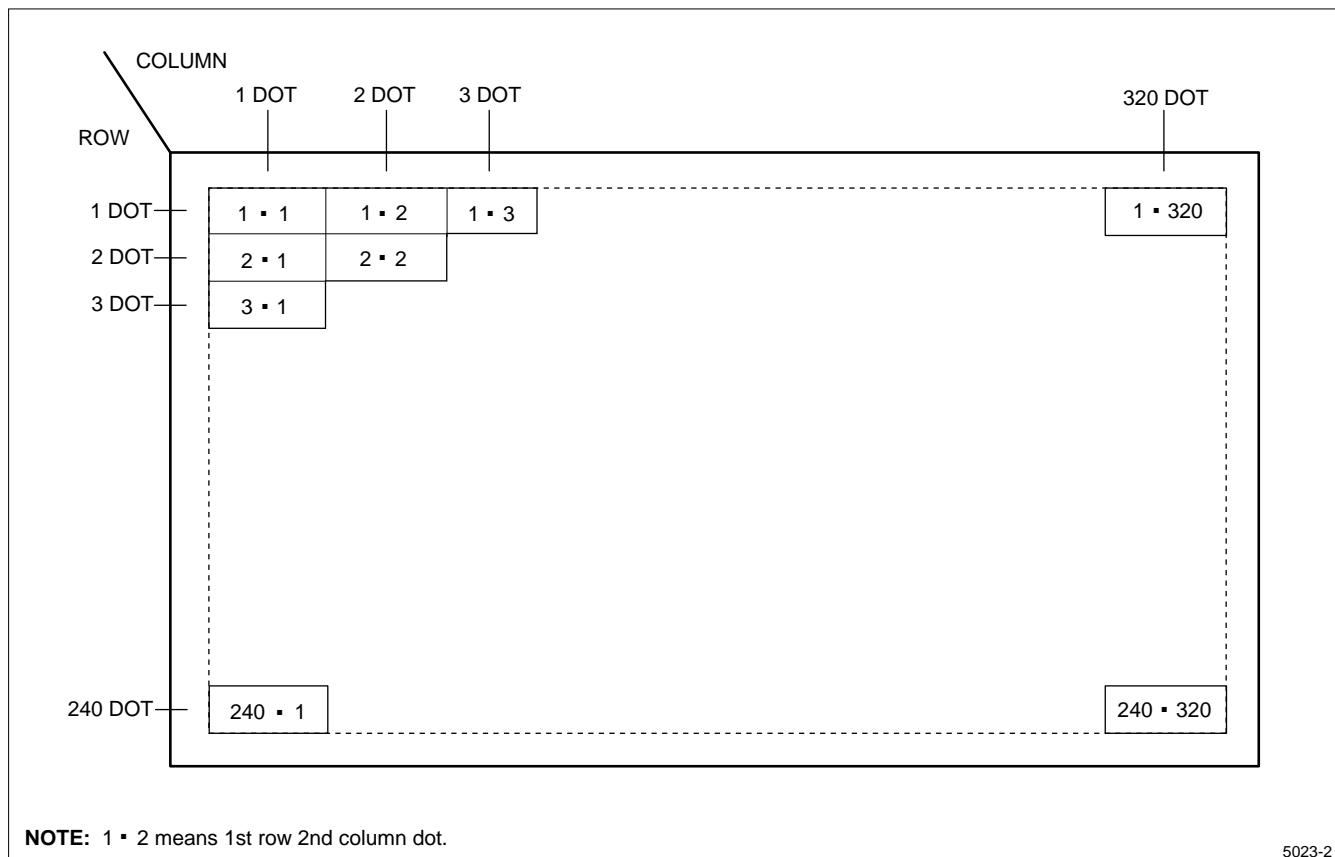 COLUMN
1 DOT 2 DOT 3 DOT 320 DOT
ROW
1 DOT 1 ▪ 1 1 ▪ 2 1 ▪ 3 1 ▪ 320
2 DOT 2 ▪ 1 2 ▪ 2
3 DOT 3 ▪ 1
240 DOT 240 ▪ 1 240 ▪ 320
NOTE: 1 ▪ 2 means 1st row 2nd column dot.
5023-2